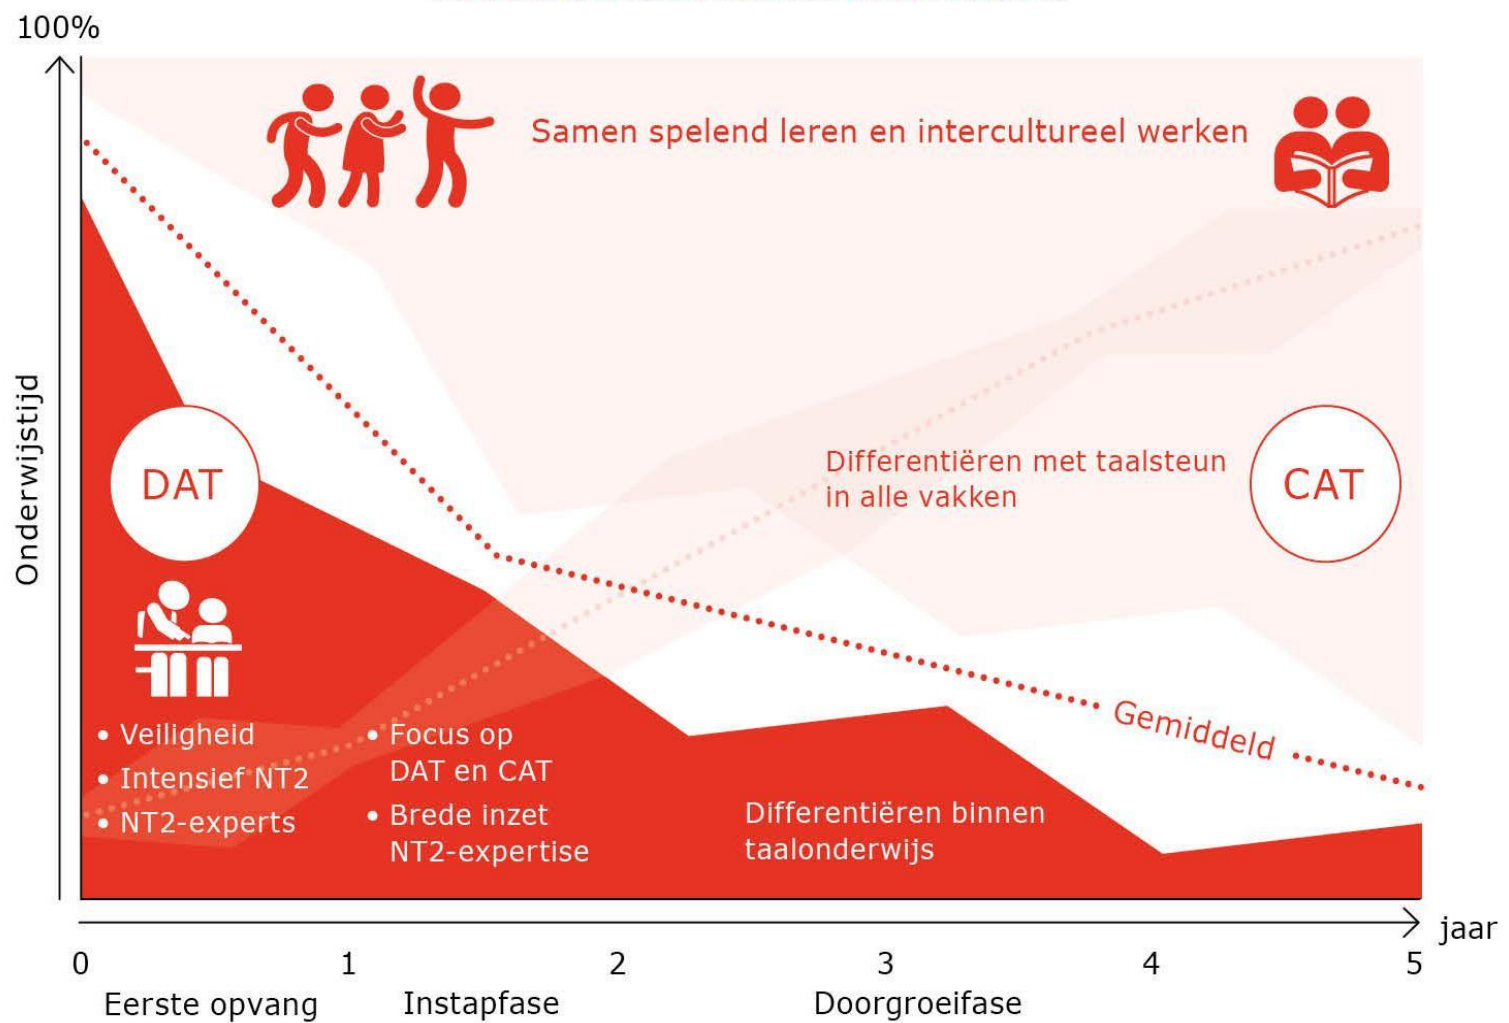 100%
Samen spelend leren en intercultureel werken
Onderwijstijd
DAT
Differentiëren met taalsteun
in alle vakken
CAT
Gemiddeld
• Veiligheid
• Intensief NT2
• NT2-experts
• Focus op
DAT en CAT
• Brede inzet
NT2-expertise
Differentiëren binnen
taalonderwijs
jaar
0 1 2 3 4 5
Eerste opvang Instapfase Doorgroeifase